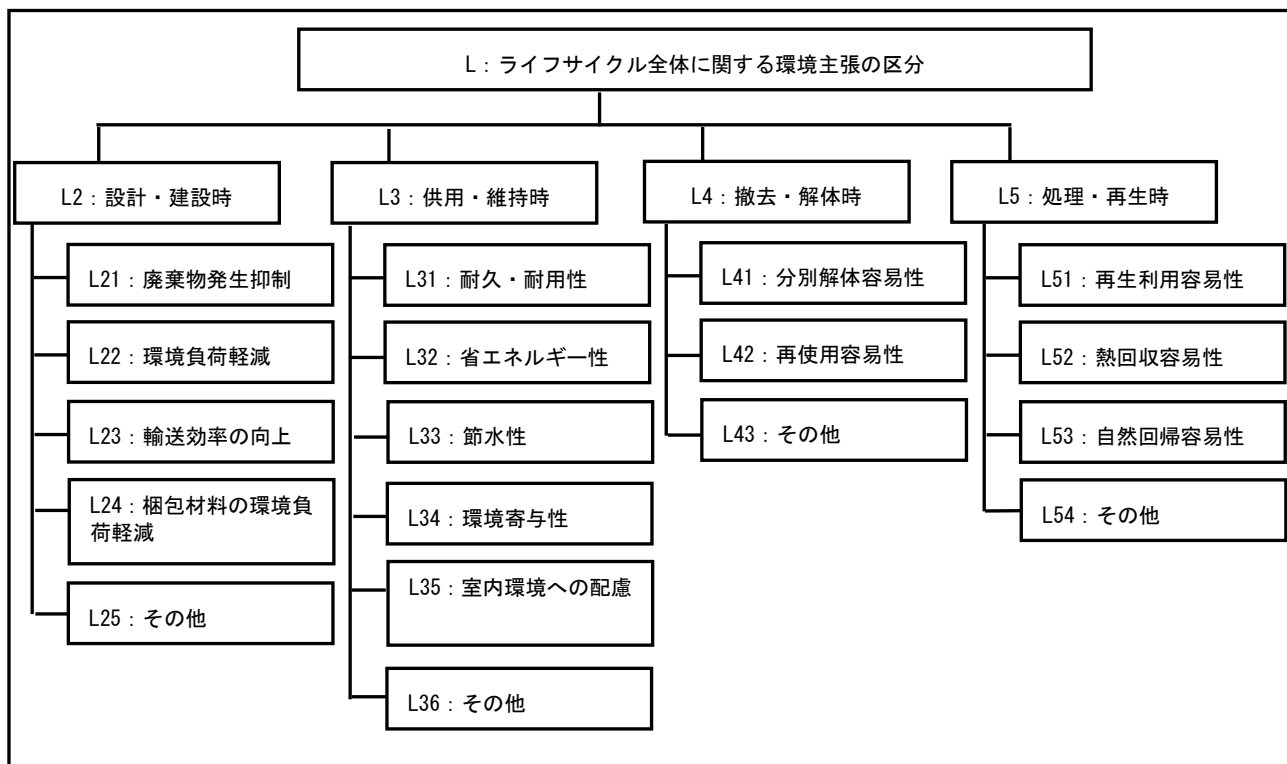 L：ライフサイクル全体に関する環境主張の区分
L2：設計・建設時
L21：廃棄物発生抑制
L22：環境負荷軽減
L23：輸送効率の向上
L24：梱包材料の環境負
荷軽減
L25：その他
L3：供用・維持時
L31：耐久・耐用性
L32：省エネルギー性
L33：節水性
L34：環境寄与性
L35：室内環境への配慮
L36：その他
L4：撤去・解体時
L41：分別解体容易性
L42：再使用容易性
L43：その他
L5：処理・再生時
L51：再生利用容易性
L52：熱回収容易性
L53：自然回帰容易性
L54：その他